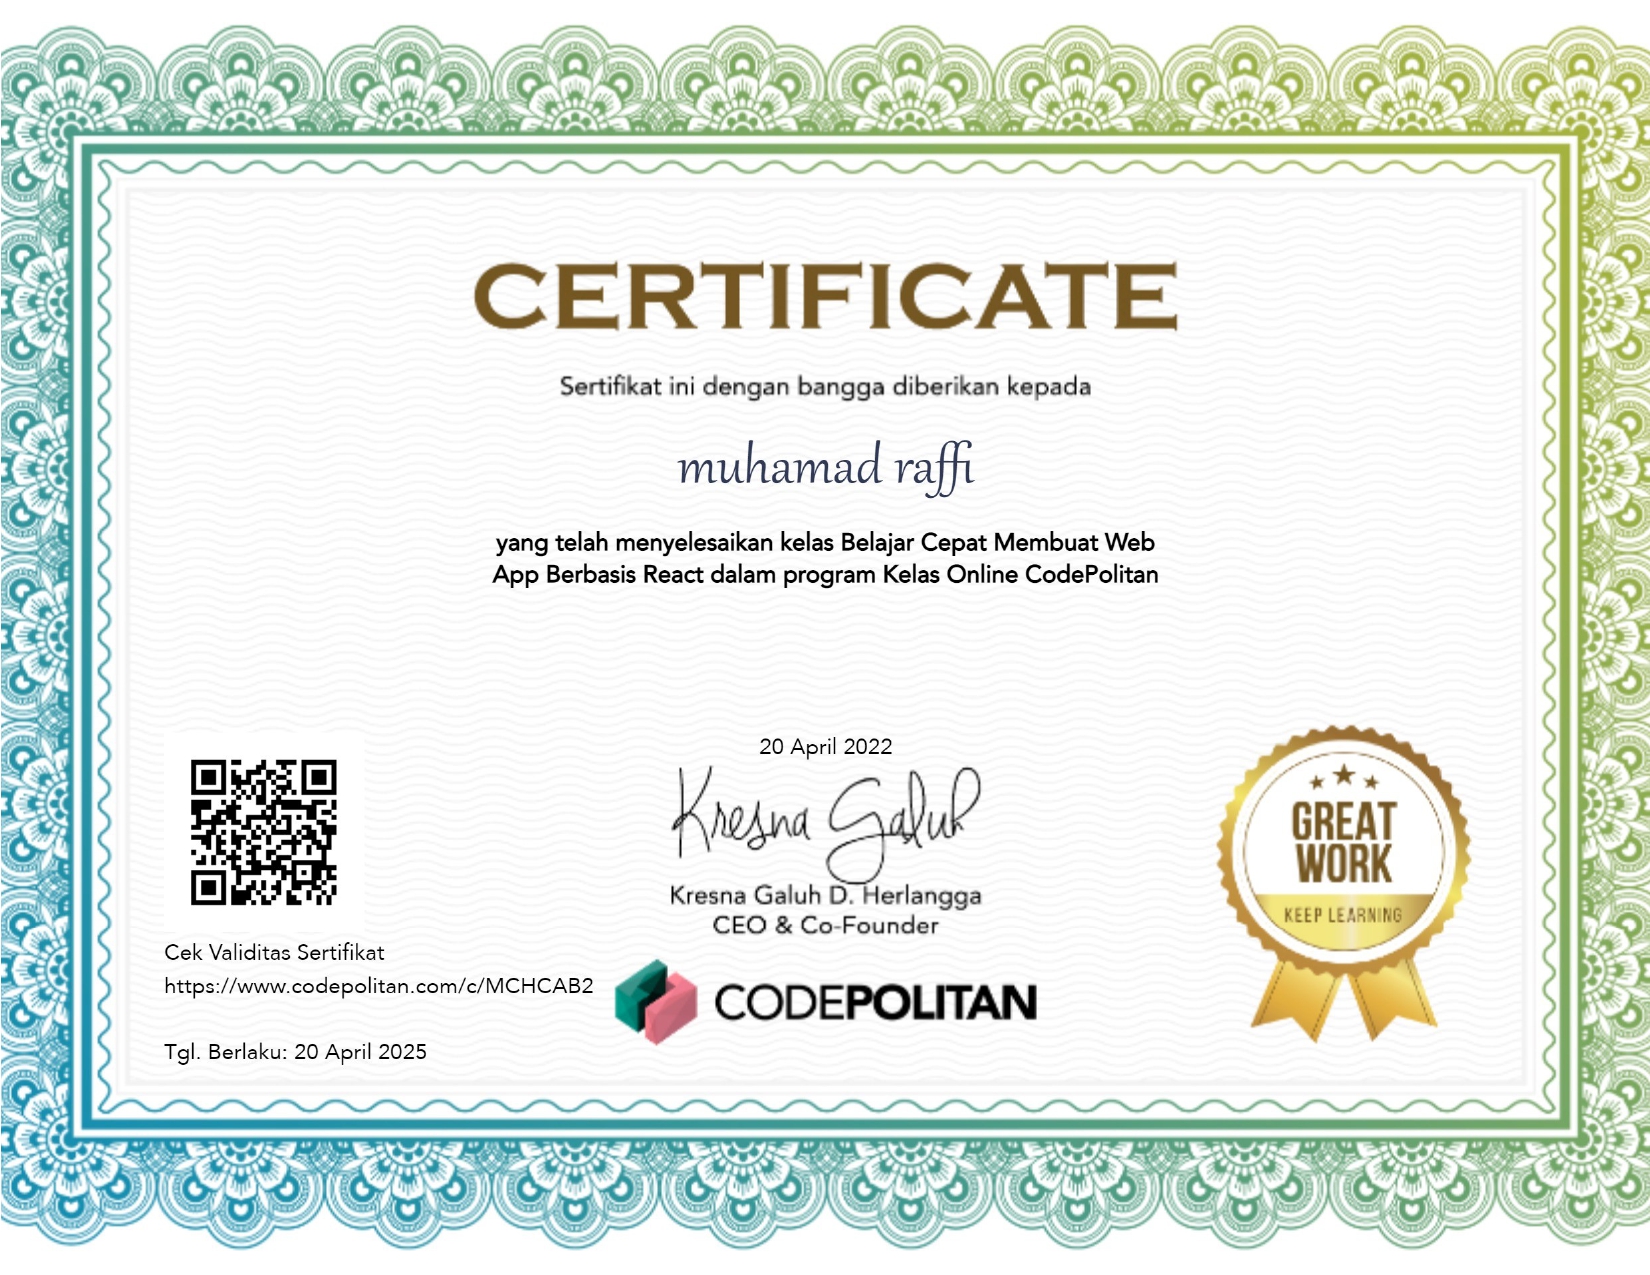 CERTIFICATE
Sertifikat ini dengan bangga diberikan kepada
muhamad raffi
yang telah menyelesaikan kelas Belajar Cepat Membuat Web
App Berbasis React dalam program Kelas Online CodePolitan
20 April 2022
Kresna Galuh
Kresna Galuh D. Herlangga
CEO & Co-Founder
CODEPOLITAN
GREAT
WORK
KEEP LEARNING
Cek Validitas Sertifikat
https://www.codepolitan.com/c/MCHCAB2
Tgl. Berlaku: 20 April 2025